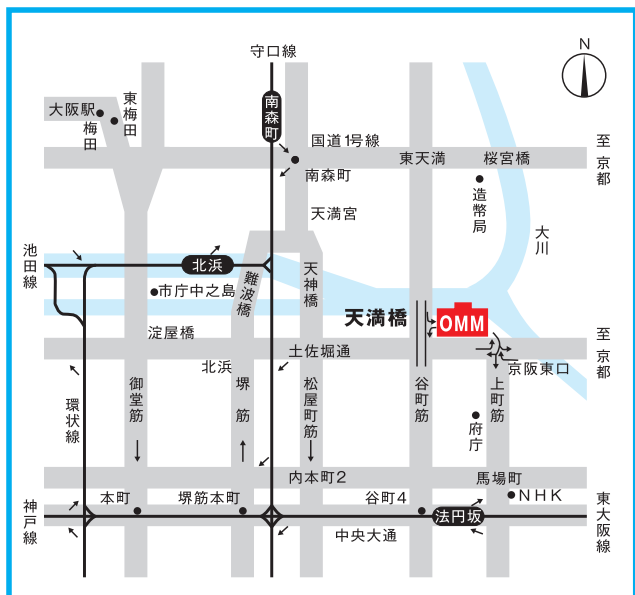 守口線
N
大阪駅
梅田
東梅田
南森町
国道1号線
東天満
桜宮橋
至京都
南森町
造幣局
天満宮
大川
池田線
北浜
市庁中之島
難波橋
天神橋
天満橋
OMM
淀屋橋
北浜
土佐堀通
京阪東口
至京都
環状線
御堂筋
堺筋
松屋町筋
谷町筋
上町筋
府庁
内本町2
馬場町
NHK
神戸線
本町
堺筋本町
谷町4
法円坂
東大阪線
中央大通